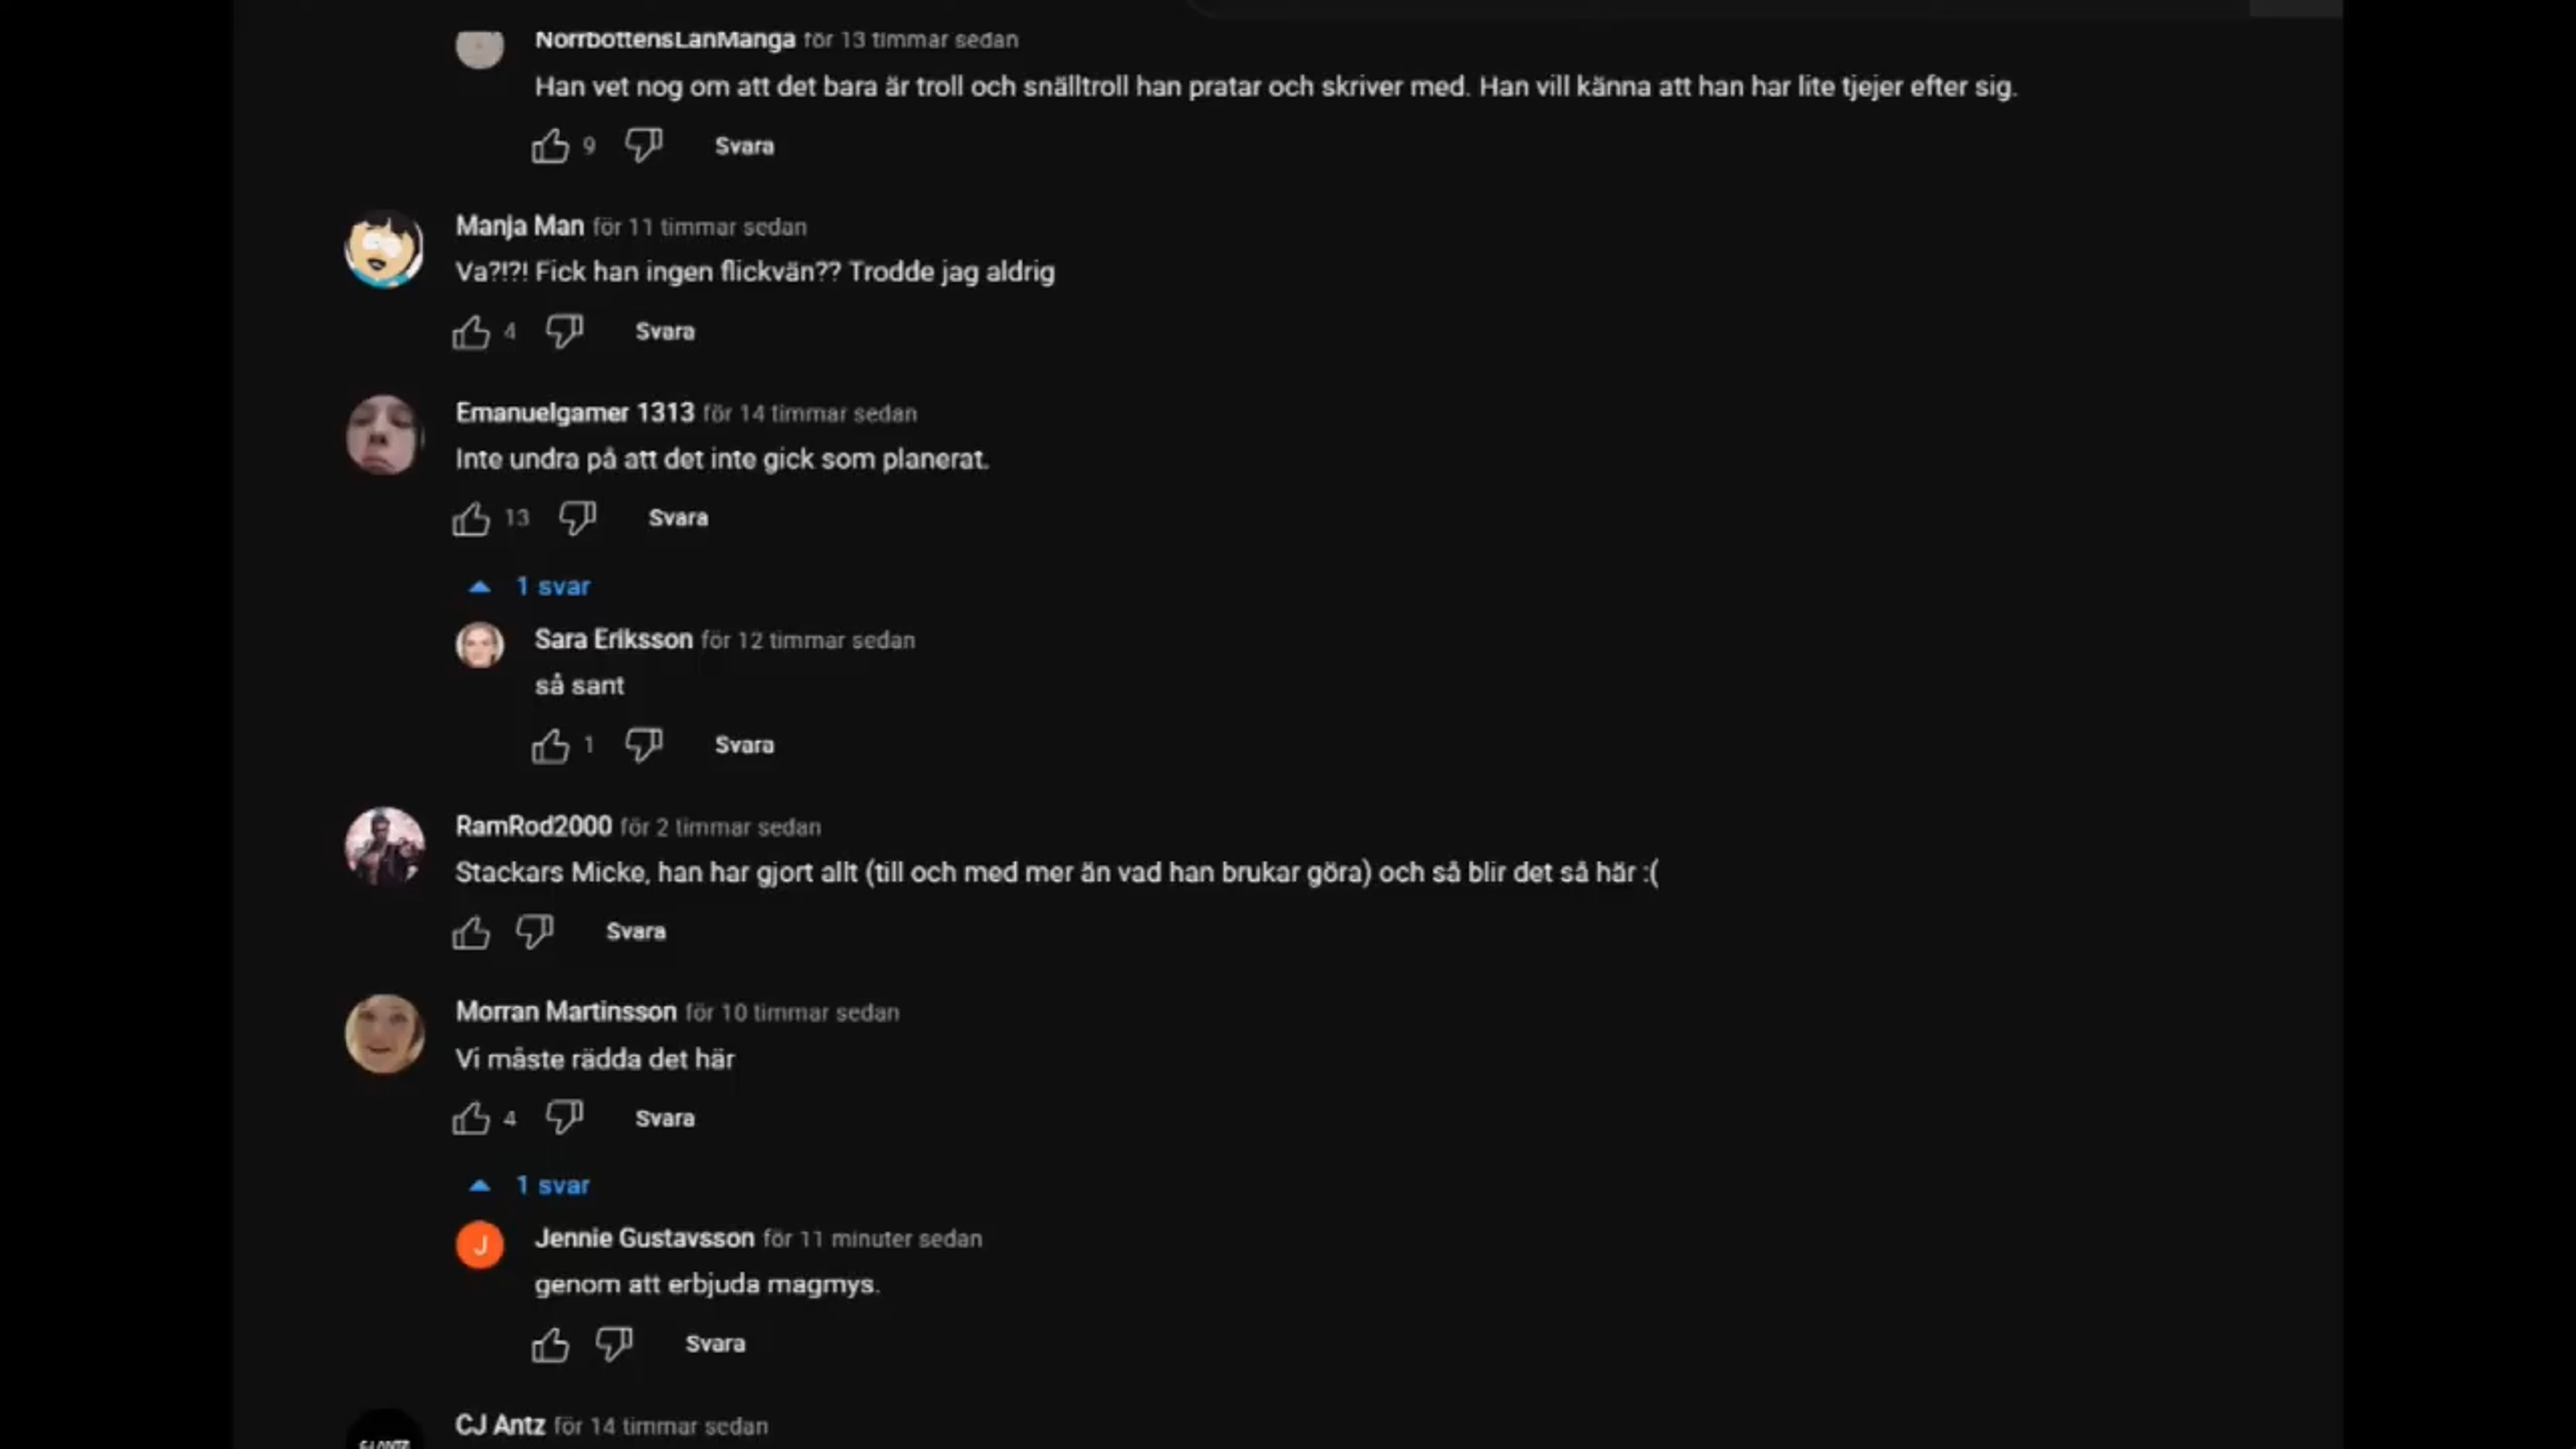 NorrbottensLänManga för 13 timmar sedan
Han vet nog om att det bara är troll och snälltroll han pratar och skriver med. Han vill känna att han har lite tjejer efter sig.
9 Svara
Manja Man för 11 timmar sedan
Va?!?! Fick han ingen flickvän?? Trodde jag aldrig
4 Svara
Emanuelgamer 1313 för 14 timmar sedan
Inte undra på att det inte gick som planerat.
13 Svara
1 svar
Sara Eriksson för 12 timmar sedan
så sant
1 Svara
RamRod2000 för 2 timmar sedan
Stackars Micke, han har gjort allt (till och med mer än vad han brukar göra) och så blir det så här :(
Svara
Morran Martinsson för 10 timmar sedan
Vi måste rädda det här
4 Svara
1 svar
J
Jennie Gustavsson för 11 minuter sedan
genom att erbjuda magmys.
Svara
CJ Antz för 14 timmar sedan
CJ ANTZ